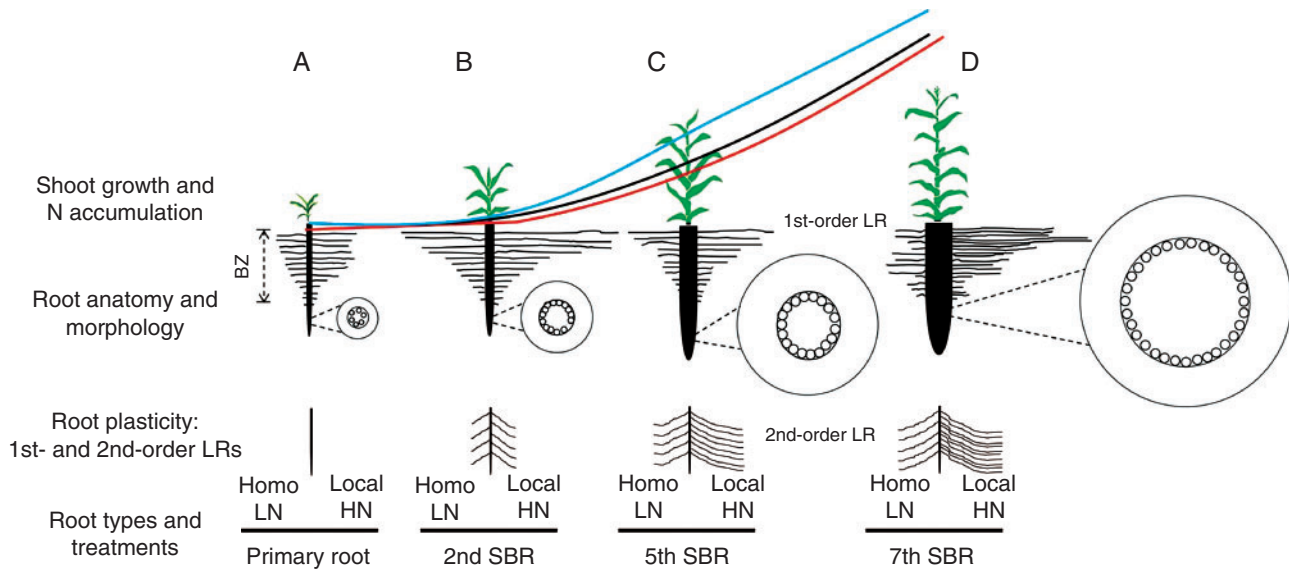 A
B
C
D
Shoot growth and
N accumulation
1st-order LR
BZ
Root anatomy and
morphology
Root plasticity:
1st- and 2nd-order LRs
2nd-order LR
Homo
LN
Local
HN
Homo
LN
Local
HN
Homo
LN
Local
HN
Homo
LN
Local
HN
Root types and
treatments
Primary root
2nd SBR
5th SBR
7th SBR